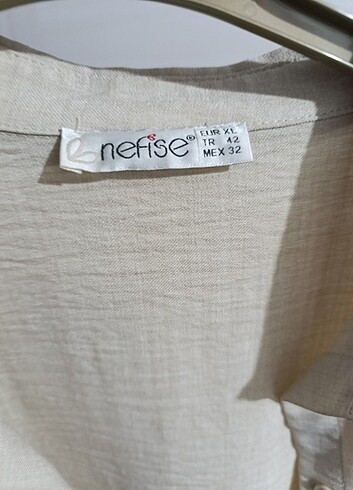 nefise®
EUR XL
TR 42
MEX 32